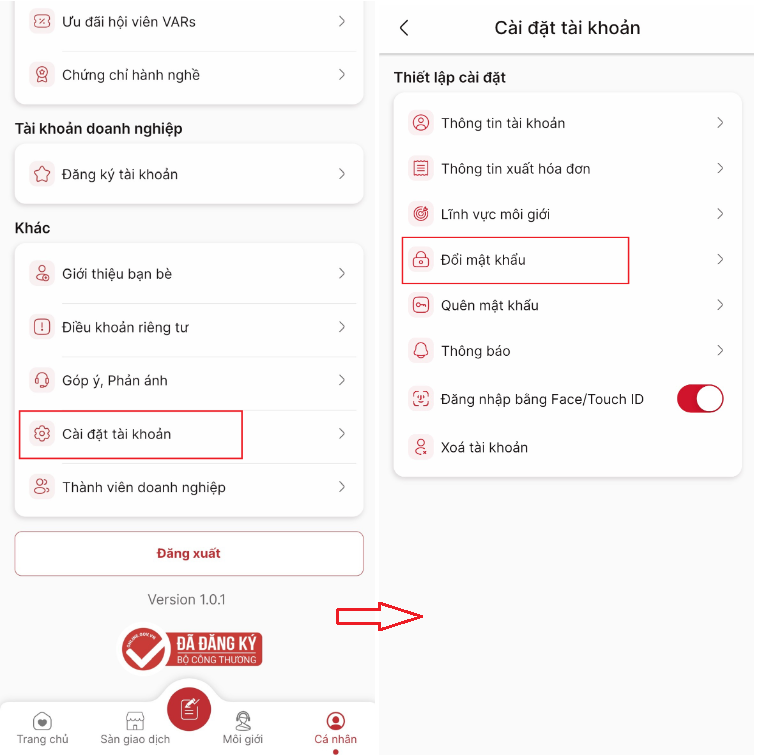 Ưu đãi hội viên VARs
Chứng chỉ hành nghề
Tài khoản doanh nghiệp
Đăng ký tài khoản
Khác
Giới thiệu bạn bè
Điều khoản riêng tư
Góp ý, Phản ánh
Cài đặt tài khoản
Thành viên doanh nghiệp
Đăng xuất
Version 1.0.1
ONLINE.GOV.VN
ĐÃ ĐĂNG KÝ
BỘ CÔNG THƯƠNG
Trang chủ
Sàn giao dịch
Môi giới
Cá nhân
Cài đặt tài khoản
Thiết lập cài đặt
Thông tin tài khoản
Thông tin xuất hóa đơn
Lĩnh vực môi giới
Đổi mật khẩu
Quên mật khẩu
Thông báo
Đăng nhập bằng Face/Touch ID
Xoá tài khoản